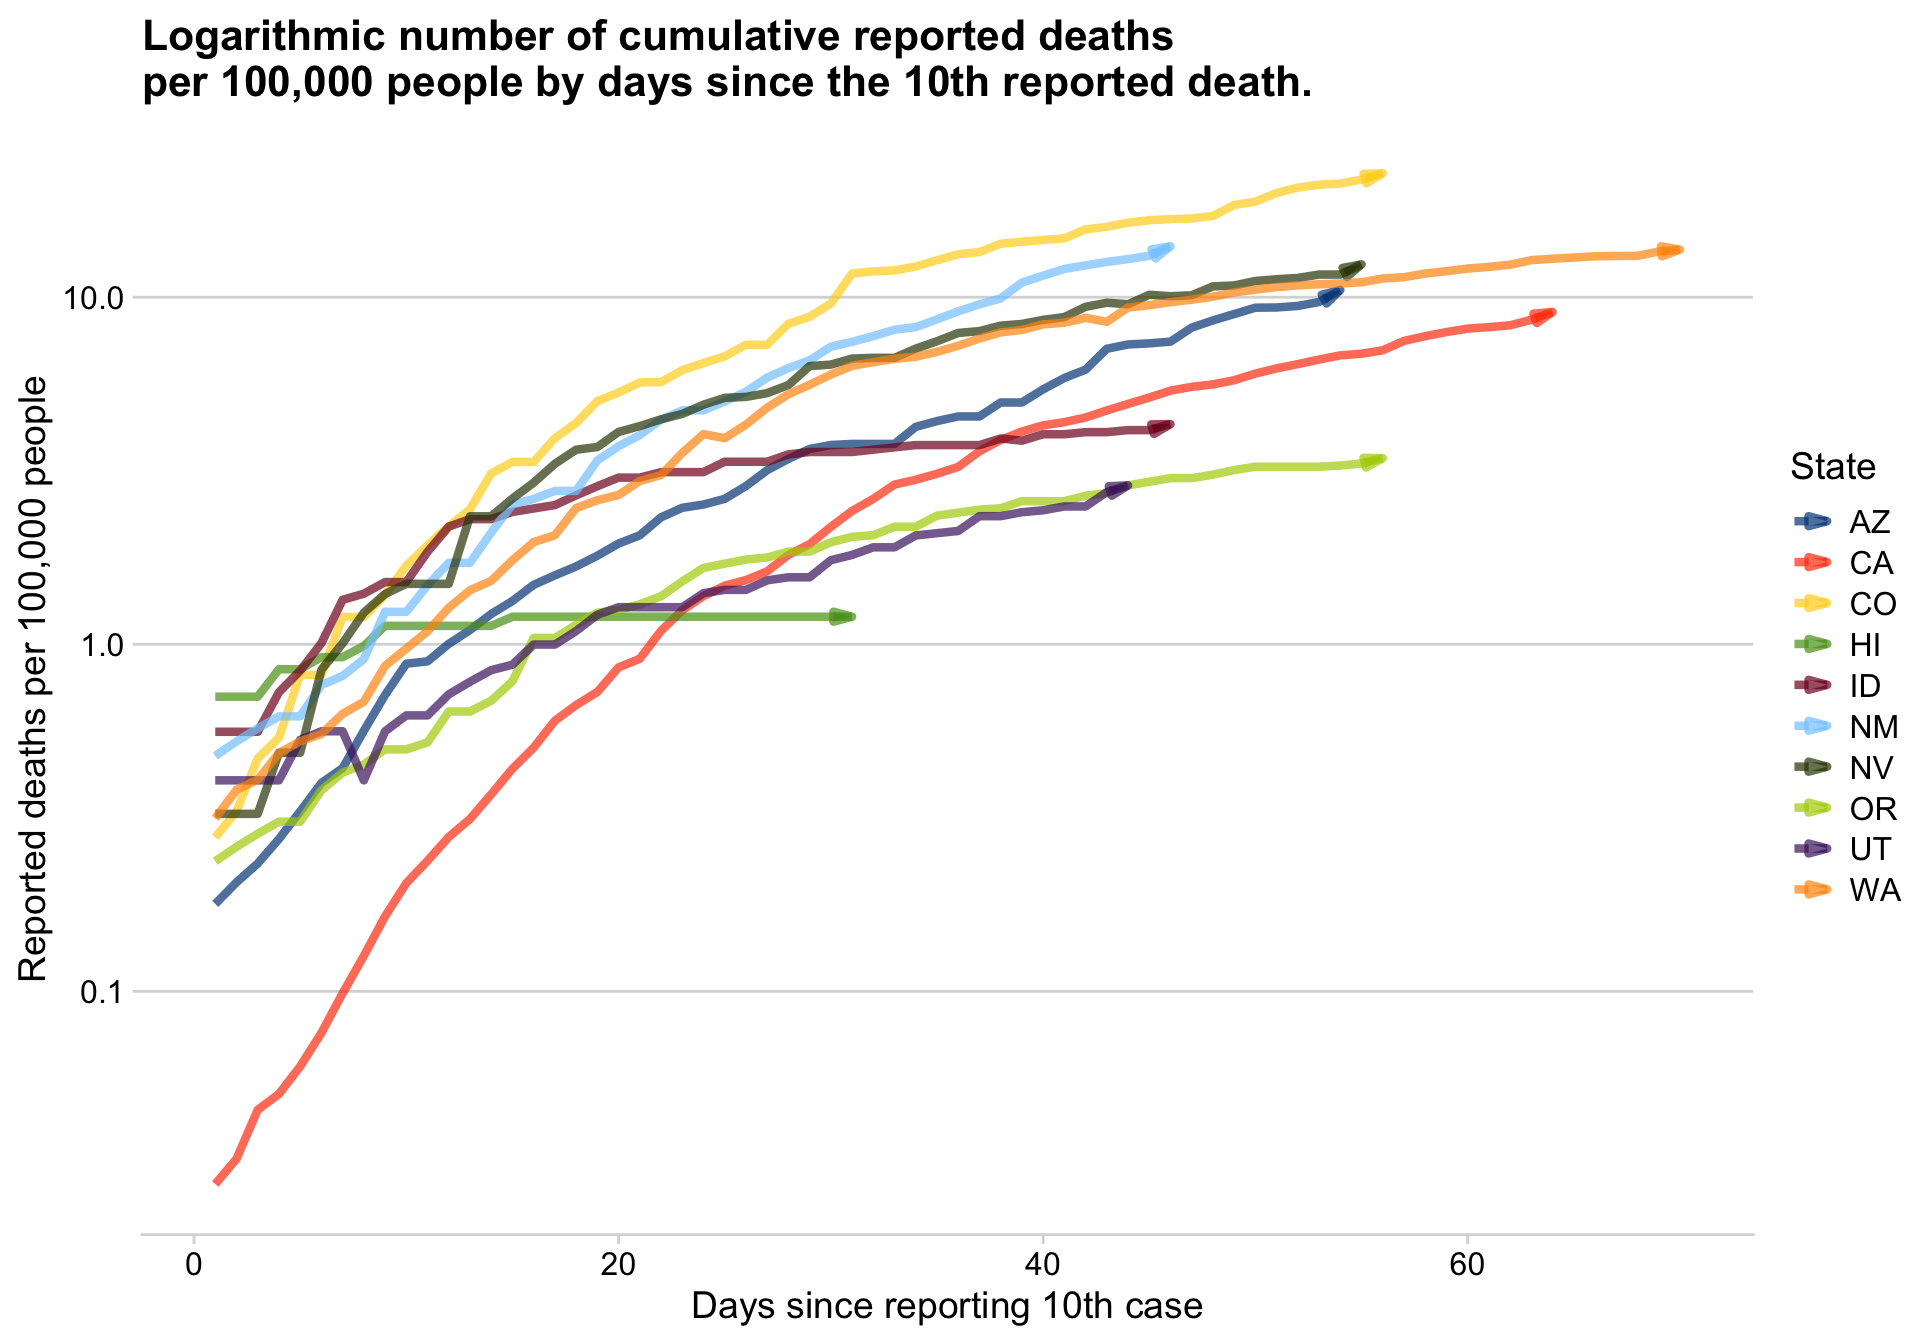 Logarithmic number of cumulative reported deaths
per 100,000 people by days since the 10th reported death.
Reported deaths per 100,000 people
10.0
1.0
0.1
0
20
40
60
Days since reporting 10th case
State
AZ
CA
CO
HI
ID
NM
NV
OR
UT
WA